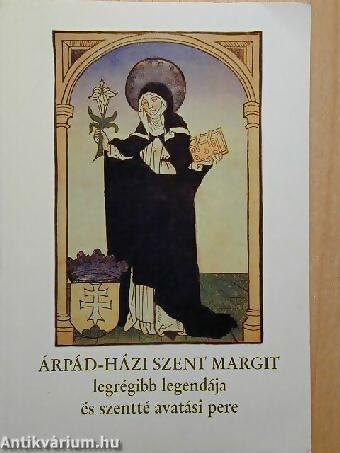 ÁRPÁD-HÁZI SZENT MARGIT
legrégibb legendája
és szentté avatási pere
Antikvárium.hu